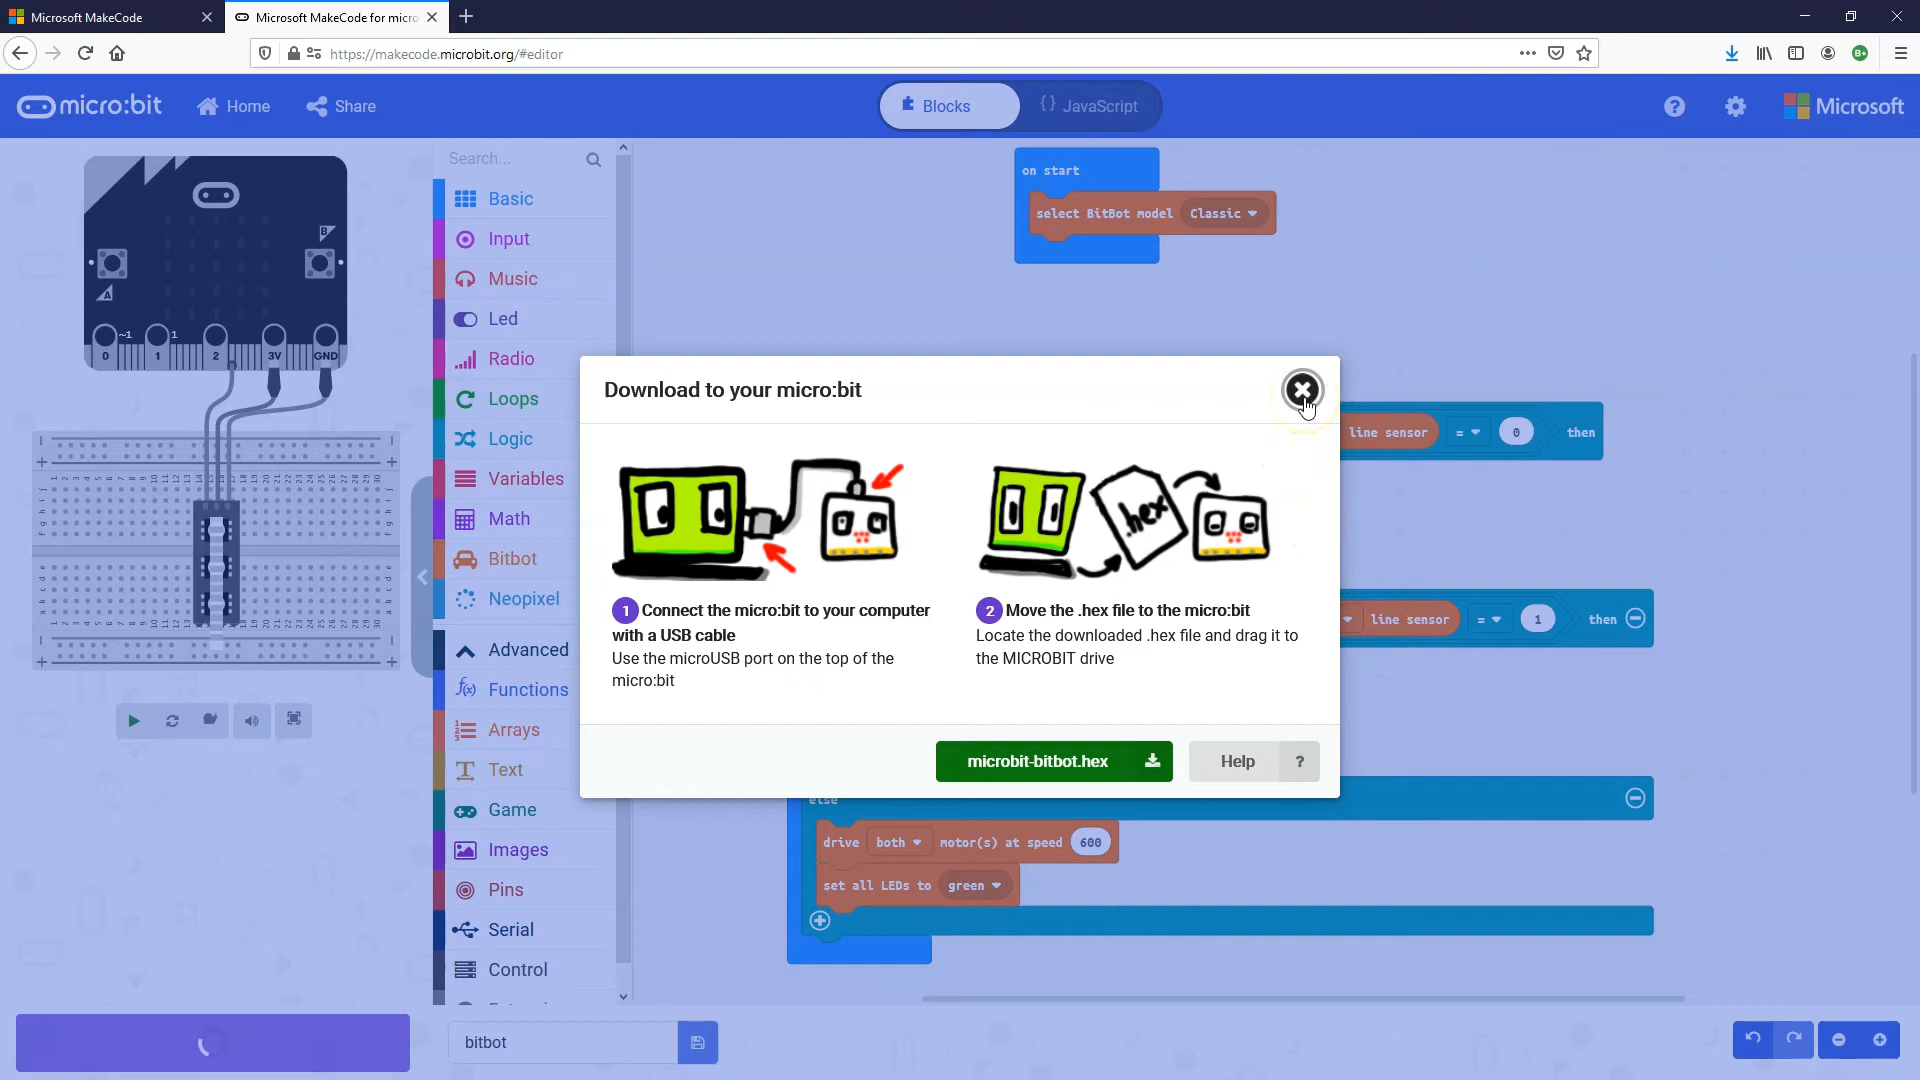 Microsoft MakeCode
Microsoft MakeCode for micro
https://makecode.microbit.org/#editor
micro:bit
Home
Share
Blocks
{} JavaScript
Microsoft
Search...
Basic
Input
Music
Led
Radio
Loops
Logic
Variables
Math
Bitbot
Neopixel
Advanced
Functions
Arrays
Text
Game
Images
Pins
Serial
Control
B
A
~1 1
0 1 2 3V GND
on start
select BitBot model Classic
line sensor = 0 then
line sensor = 1 then
else
drive both motor(s) at speed 600
set all LEDs to green
Download to your micro:bit
hex
1 Connect the micro:bit to your computer
with a USB cable
Use the microUSB port on the top of the
micro:bit
2 Move the .hex file to the micro:bit
Locate the downloaded .hex file and drag it to
the MICROBIT drive
microbit-bitbot.hex
Help ?
bitbot